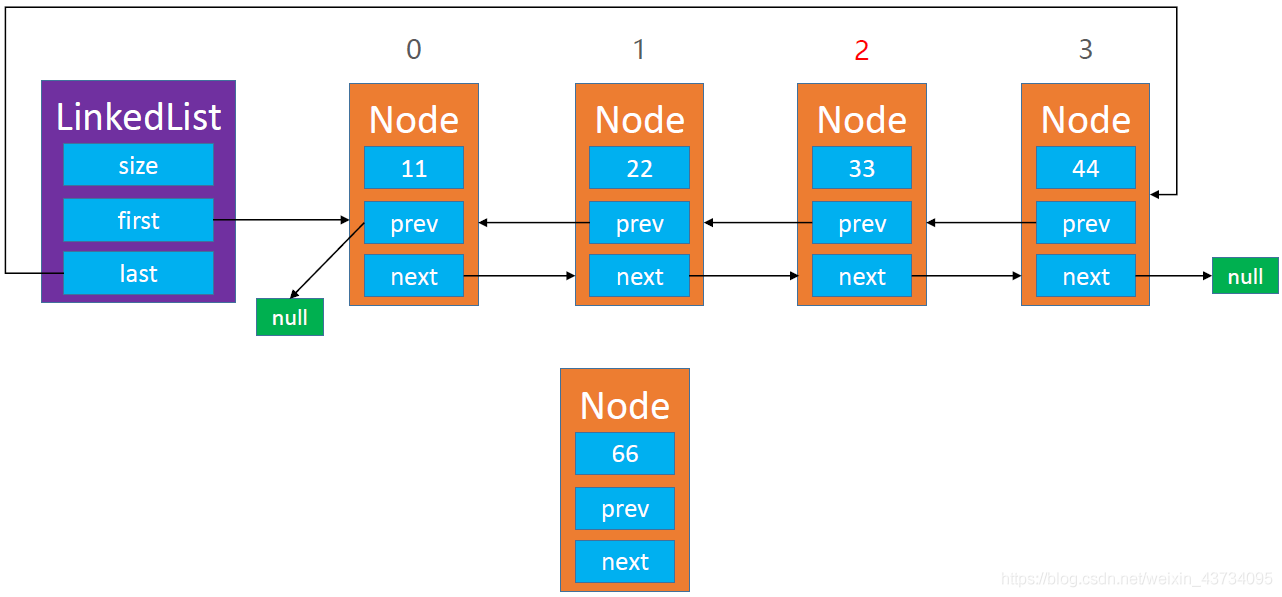 0 1 2 3
LinkedList
size
first
last
Node
11
prev
next
Node
22
prev
next
Node
33
prev
next
Node
44
prev
next
null
null
Node
66
prev
next
https://blog.csdn.net/weixin_43734095